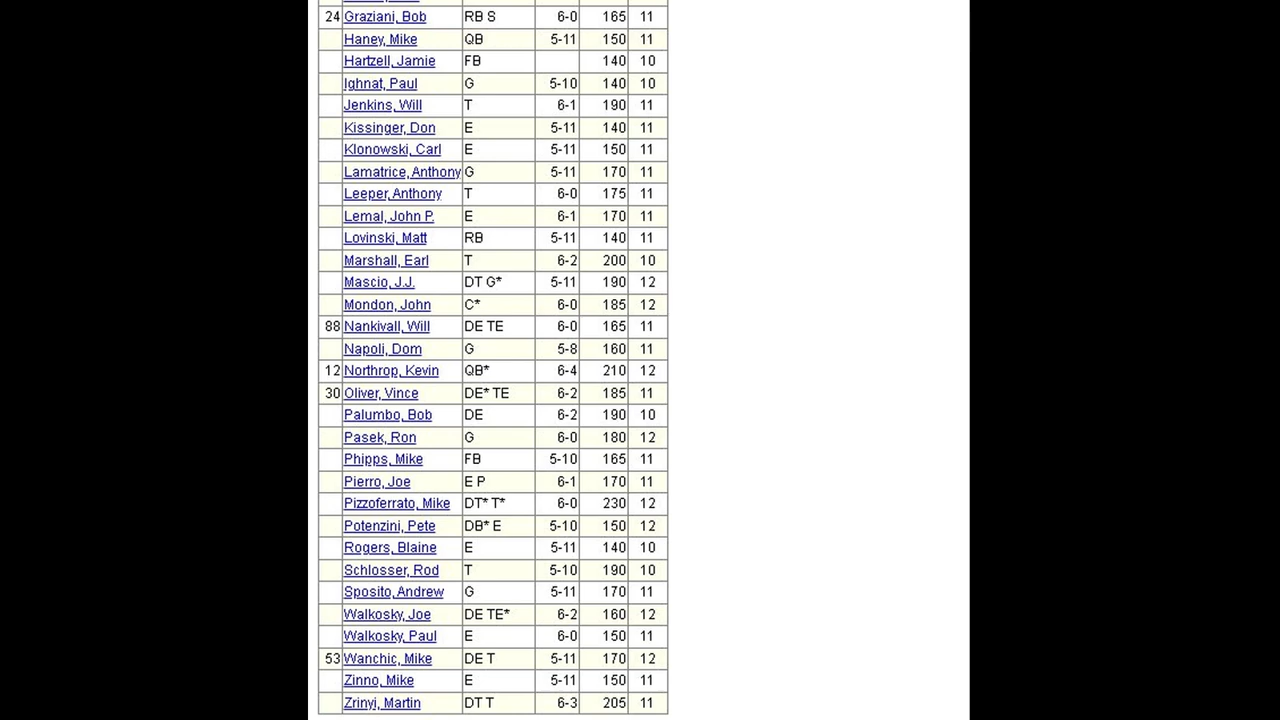 24 Graziani, Bob RB S 6-0 165 11
Haney, Mike QB 5-11 150 11
Hartzell, Jamie FB 140 10
Ighnat, Paul G 5-10 140 10
Jenkins, Will T 6-1 190 11
Kissinger, Don E 5-11 140 11
Klonowski, Carl E 5-11 150 11
Lamatrice, Anthony G 5-11 170 11
Leeper, Anthony T 6-0 175 11
Lemal, John P. E 6-1 170 11
Lovinski, Matt RB 5-11 140 11
Marshall, Earl T 6-2 200 10
Mascio, J.J. DT G* 5-11 190 12
Mondon, John C* 6-0 185 12
88 Nankivall, Will DE TE 6-0 165 11
Napoli, Dom G 5-8 160 11
12 Northrop, Kevin QB* 6-4 210 12
30 Oliver, Vince DE* TE 6-2 185 11
Palumbo, Bob DE 6-2 190 10
Pasek, Ron G 6-0 180 12
Phipps, Mike FB 5-10 165 11
Pierro, Joe E P 6-1 170 11
Pizzoferrato, Mike DT* T* 6-0 230 12
Potenzini, Pete DB* E 5-10 150 12
Rogers, Blaine E 5-11 140 10
Schlosser, Rod T 5-10 190 10
Sposito, Andrew G 5-11 170 11
Walkosky, Joe DE TE* 6-2 160 12
Walkosky, Paul E 6-0 150 11
53 Wanchic, Mike DE T 5-11 170 12
Zinno, Mike E 5-11 150 11
Zrinyi, Martin DT T 6-3 205 11